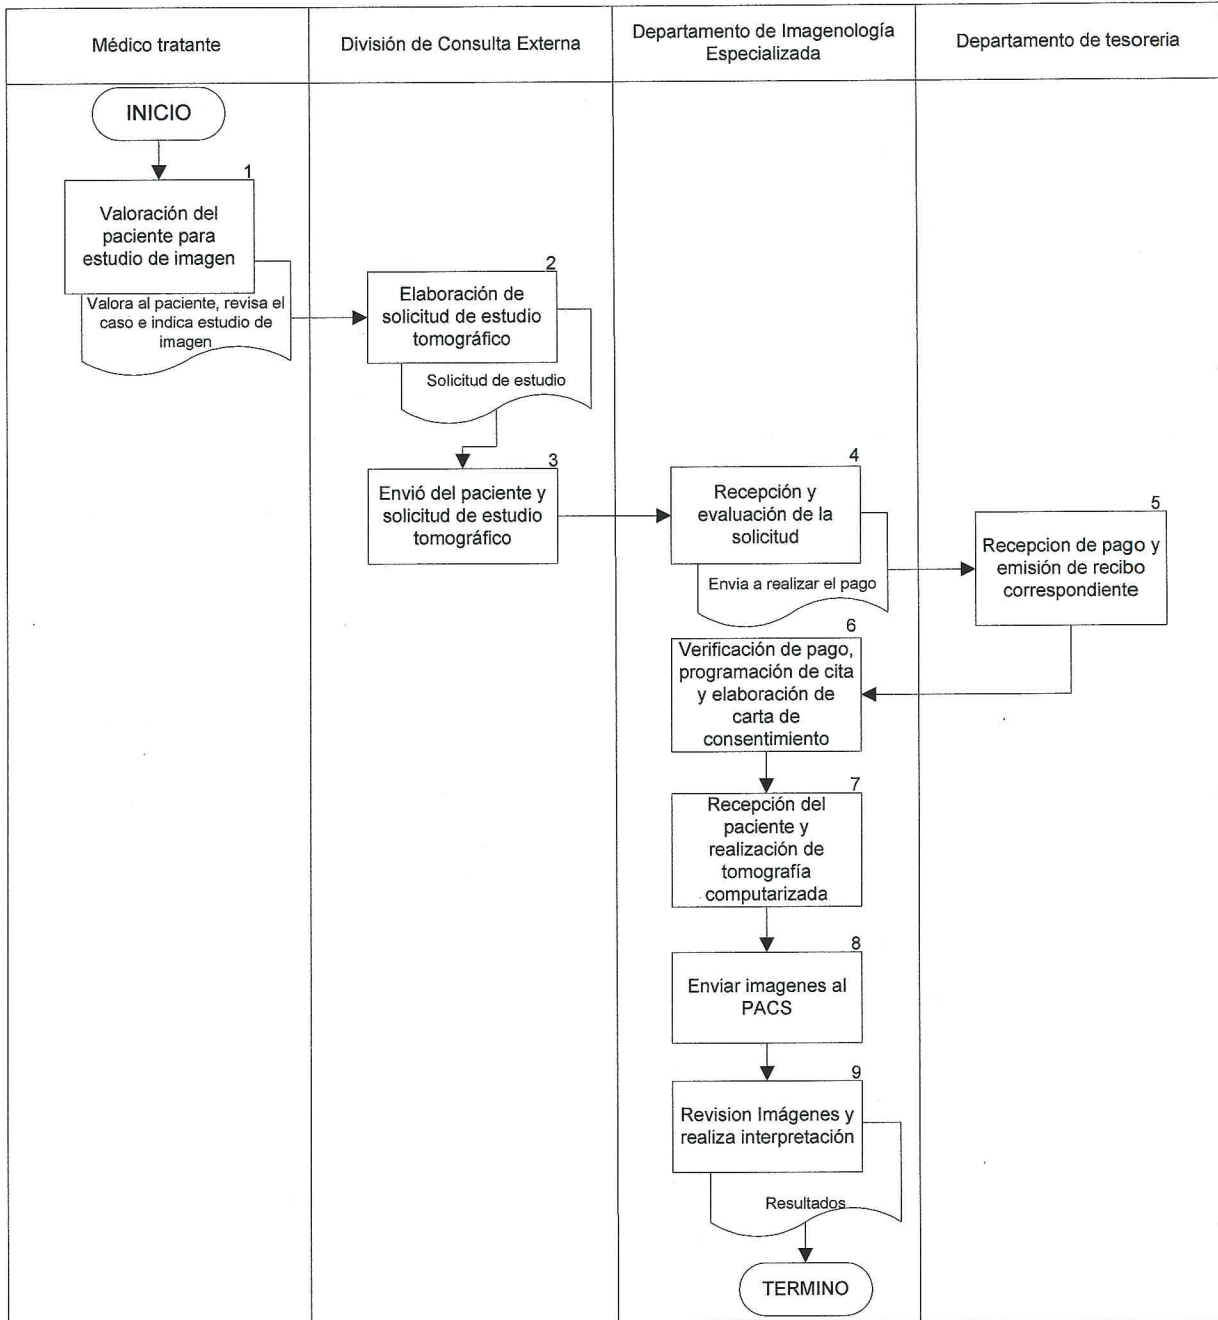 Médico tratante
División de Consulta Externa
Departamento de Imagenología
Especializada
Departamento de tesoreria
INICIO
1
Valoración del
paciente para
estudio de imagen
Valora al paciente, revisa el
caso e indica estudio de
imagen
2
Elaboración de
solicitud de estudio
tomográfico
Solicitud de estudio
3
Envió del paciente y
solicitud de estudio
tomográfico
4
Recepción y
evaluación de la
solicitud
Envia a realizar el pago
5
Recepcion de pago y
emisión de recibo
correspondiente
6
Verificación de pago,
programación de cita
y elaboración de
carta de
consentimiento
7
Recepción del
paciente y
realización de
tomografía
computarizada
8
Enviar imagenes al
PACS
9
Revision Imágenes y
realiza interpretación
Resultados
TERMINO